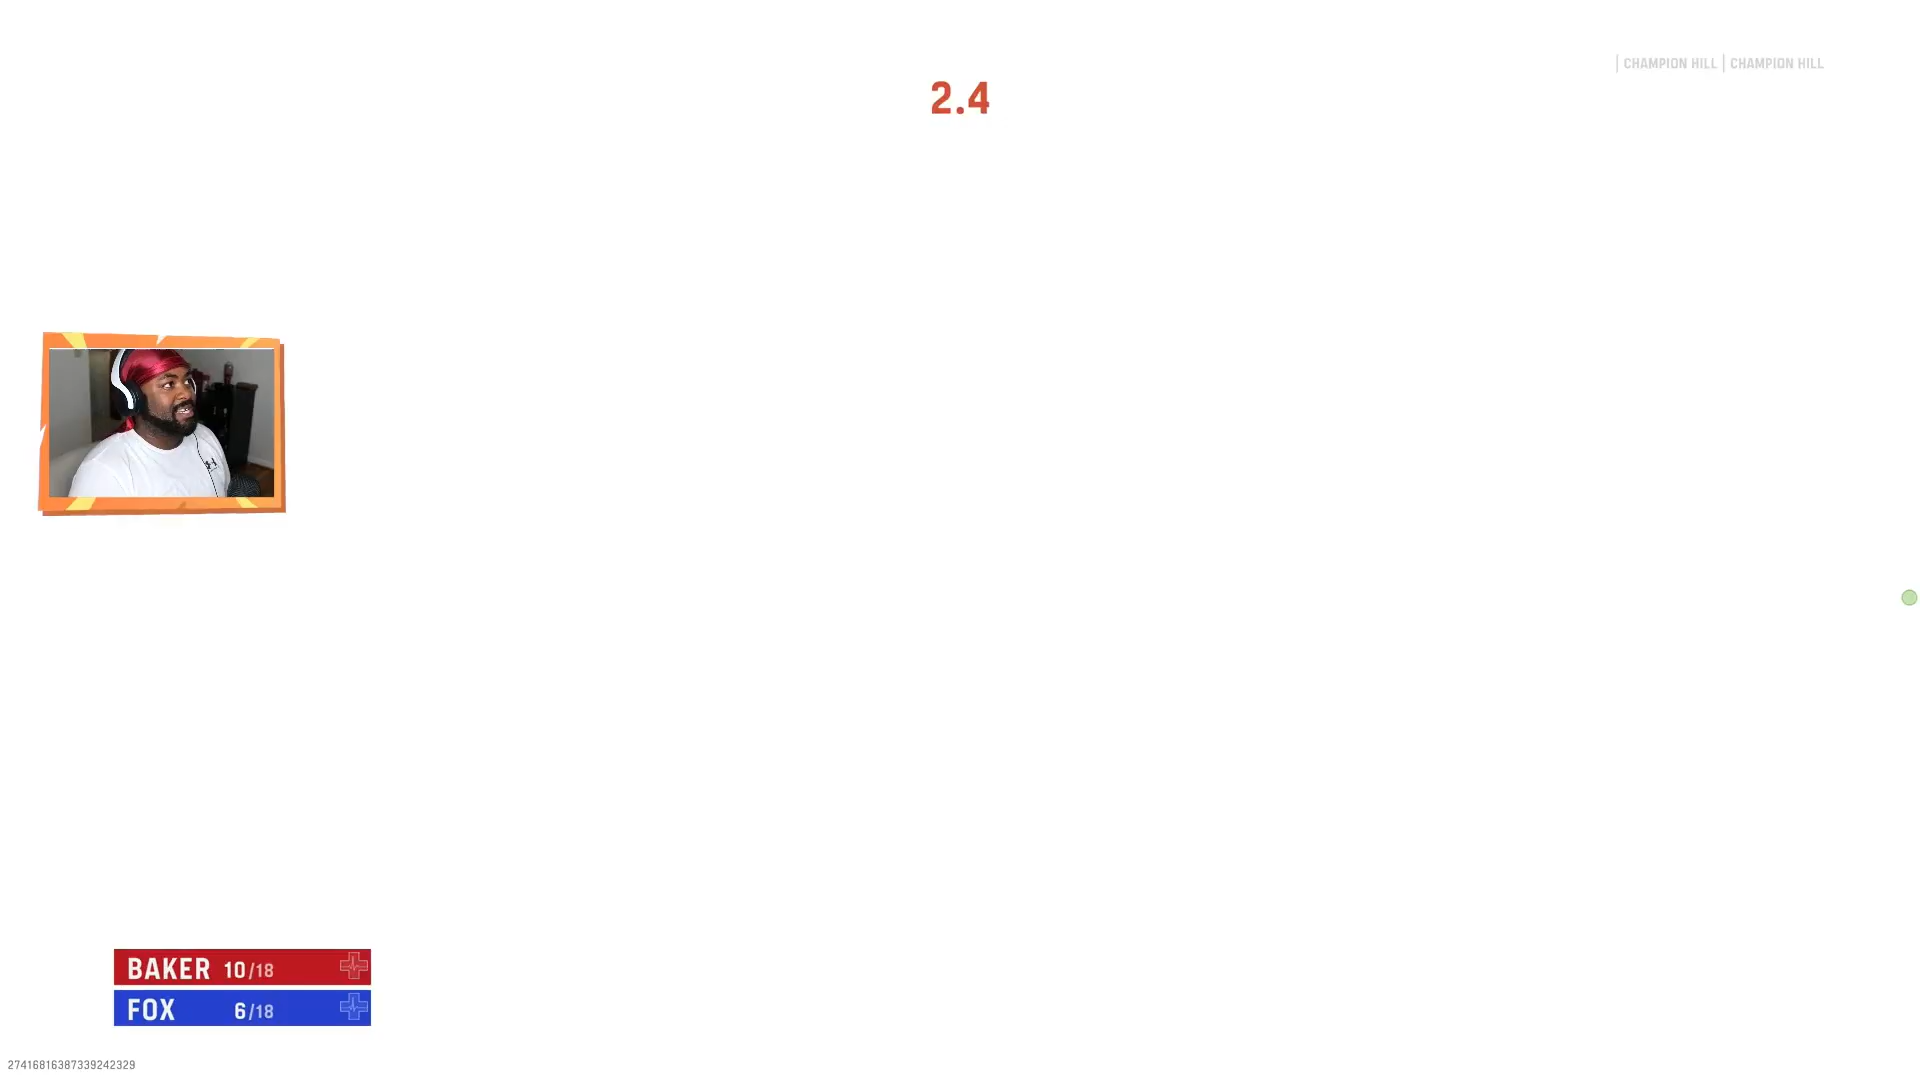 | CHAMPION HILL | CHAMPION HILL
2.4
BAKER 10/18
FOX 6/18
27416816387339242329